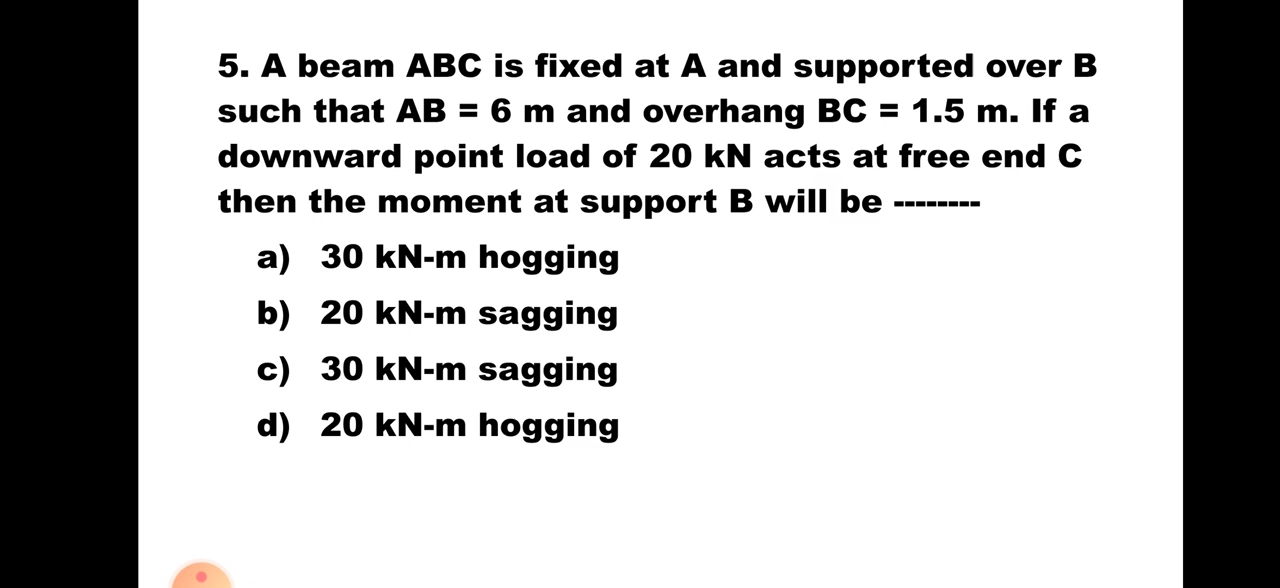 5. A beam ABC is fixed at A and supported over B
such that AB = 6 m and overhang BC = 1.5 m. If a
downward point load of 20 kN acts at free end C
then the moment at support B will be --------
a) 30 kN-m hogging
b) 20 kN-m sagging
c) 30 kN-m sagging
d) 20 kN-m hogging